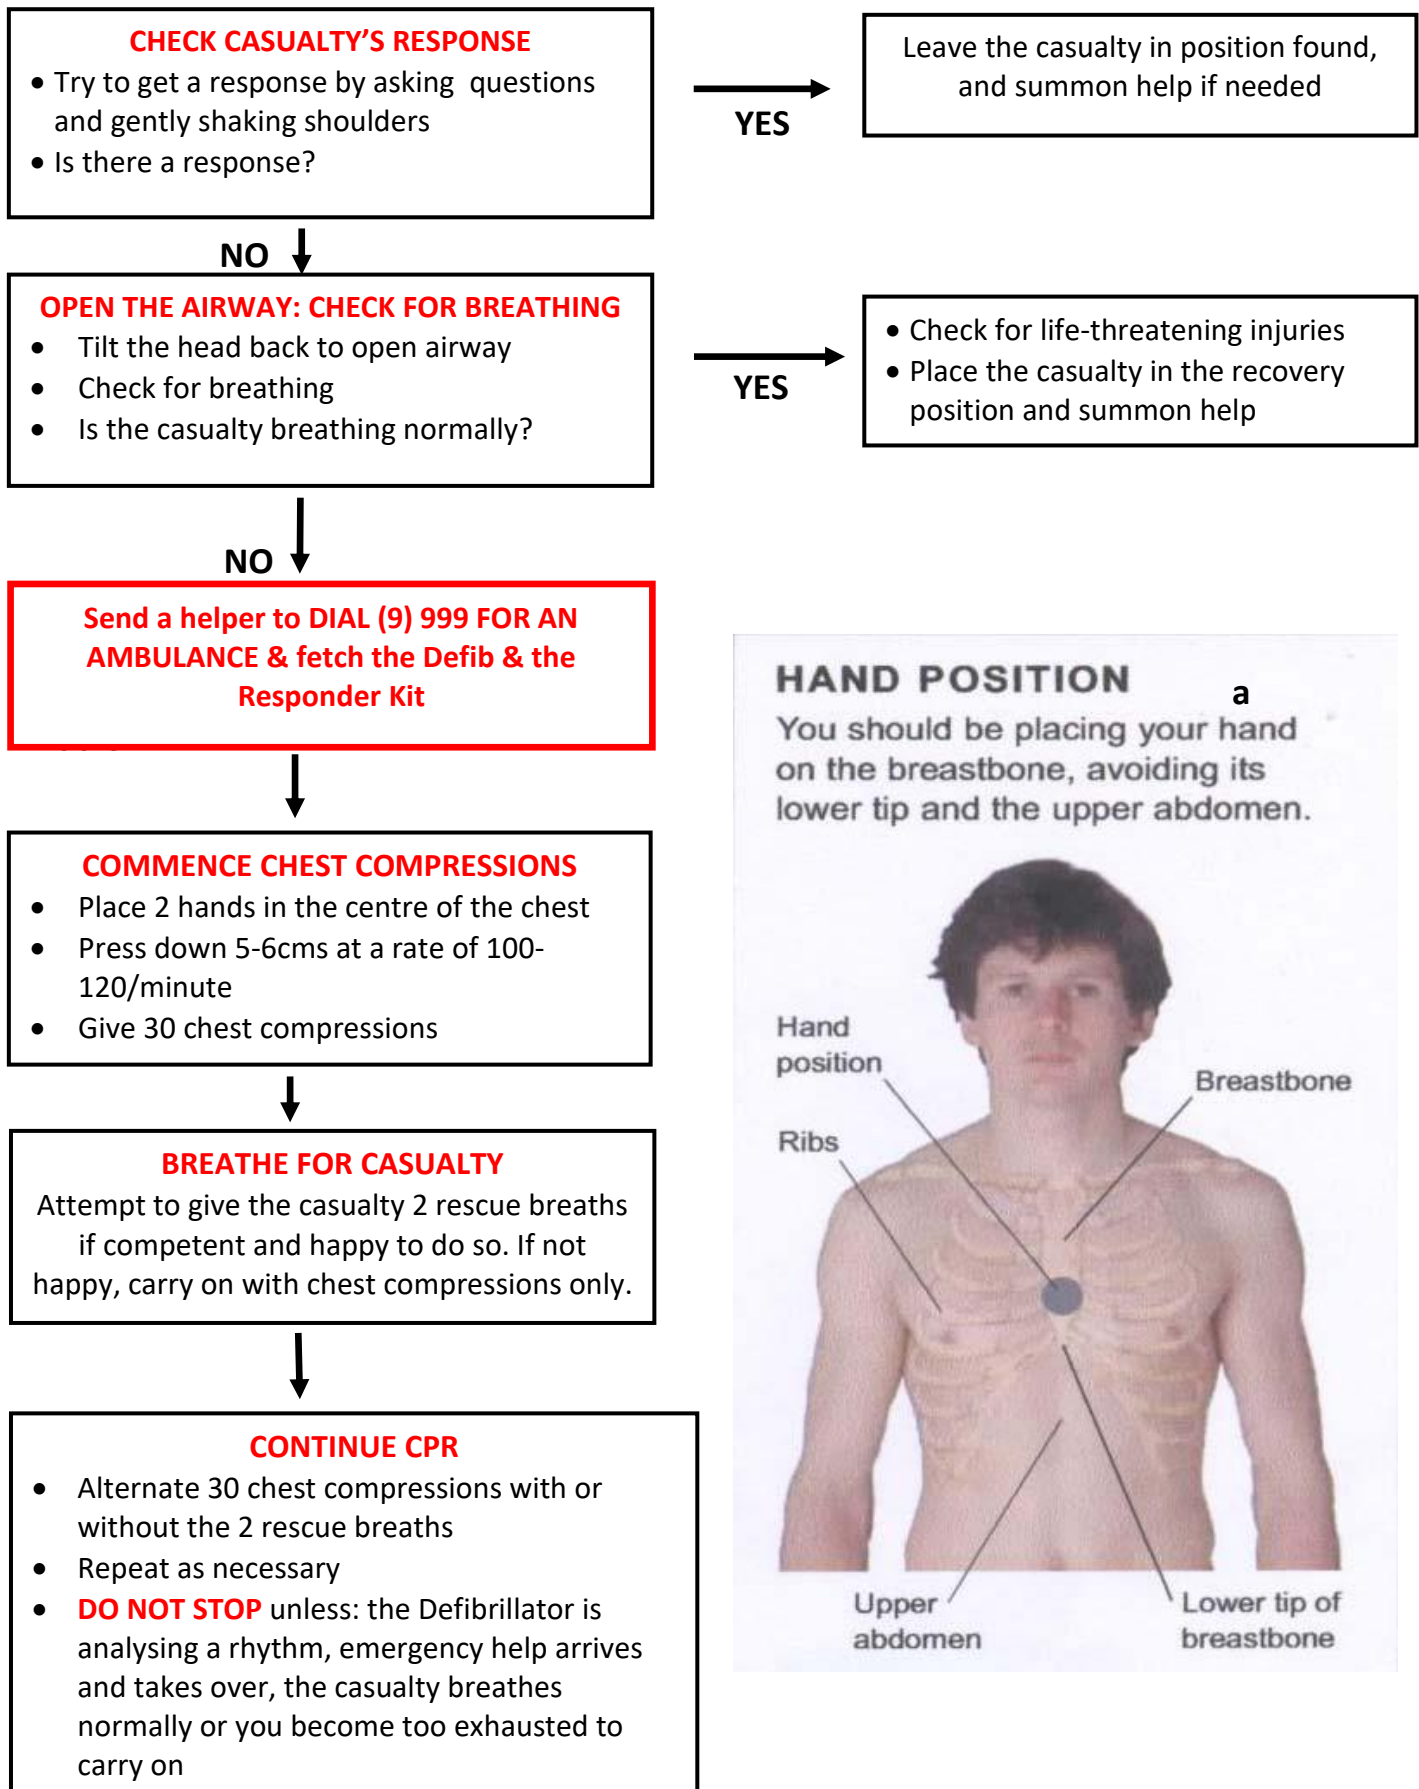 CHECK CASUALTY’S RESPONSE
• Try to get a response by asking questions
and gently shaking shoulders
• Is there a response?
YES
Leave the casualty in position found,
and summon help if needed
NO
OPEN THE AIRWAY: CHECK FOR BREATHING
• Tilt the head back to open airway
• Check for breathing
• Is the casualty breathing normally?
YES
• Check for life-threatening injuries
• Place the casualty in the recovery
position and summon help
NO
Send a helper to DIAL (9) 999 FOR AN
AMBULANCE & fetch the Defib & the
Responder Kit
COMMENCE CHEST COMPRESSIONS
• Place 2 hands in the centre of the chest
• Press down 5-6cms at a rate of 100-
120/minute
• Give 30 chest compressions
BREATHE FOR CASUALTY
Attempt to give the casualty 2 rescue breaths
if competent and happy to do so. If not
happy, carry on with chest compressions only.
CONTINUE CPR
• Alternate 30 chest compressions with or
without the 2 rescue breaths
• Repeat as necessary
• DO NOT STOP unless: the Defibrillator is
analysing a rhythm, emergency help arrives
and takes over, the casualty breathes
normally or you become too exhausted to
carry on
HAND POSITION
a
You should be placing your hand
on the breastbone, avoiding its
lower tip and the upper abdomen.
Hand
position
Breastbone
Ribs
Upper
abdomen
Lower tip of
breastbone